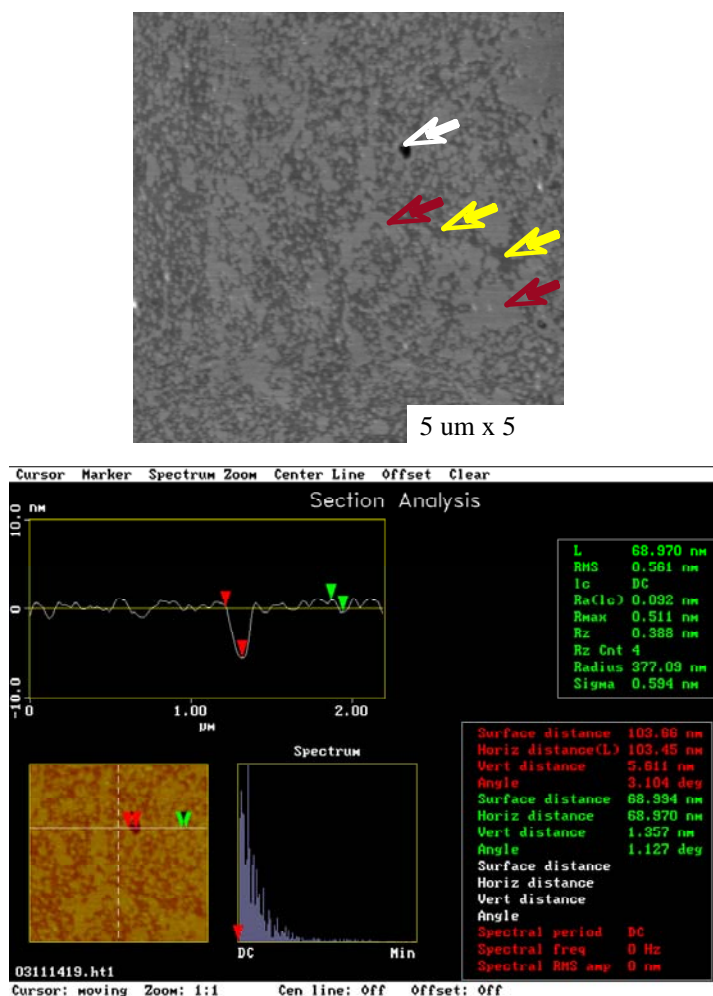 5 um x 5
Cursor Marker Spectrum Zoom Center Line Offset Clear
Section Analysis
10.0
nM
0
-10.0
0 1.00 2.00
µM
L 68.970 nM
RMS 0.561 nM
lc DC
Ra(lc) 0.092 nM
Rmax 0.511 nM
Rz 0.388 nM
Rz Cnt 4
Radius 377.09 nM
Sigma 0.594 nM
Spectrum
DC Min
Surface distance 103.66 nM
Horiz distance(L) 103.45 nM
Vert distance 5.611 nM
Angle 3.104 deg
Surface distance 68.994 nM
Horiz distance 68.970 nM
Vert distance 1.357 nM
Angle 1.127 deg
Surface distance
Horiz distance
Vert distance
Angle
Spectral period DC
Spectral freq 0 Hz
Spectral RMS amp 0 nM
03111419.ht1
Cursor: moving Zoom: 1:1 Cen line: Off Offset: Off